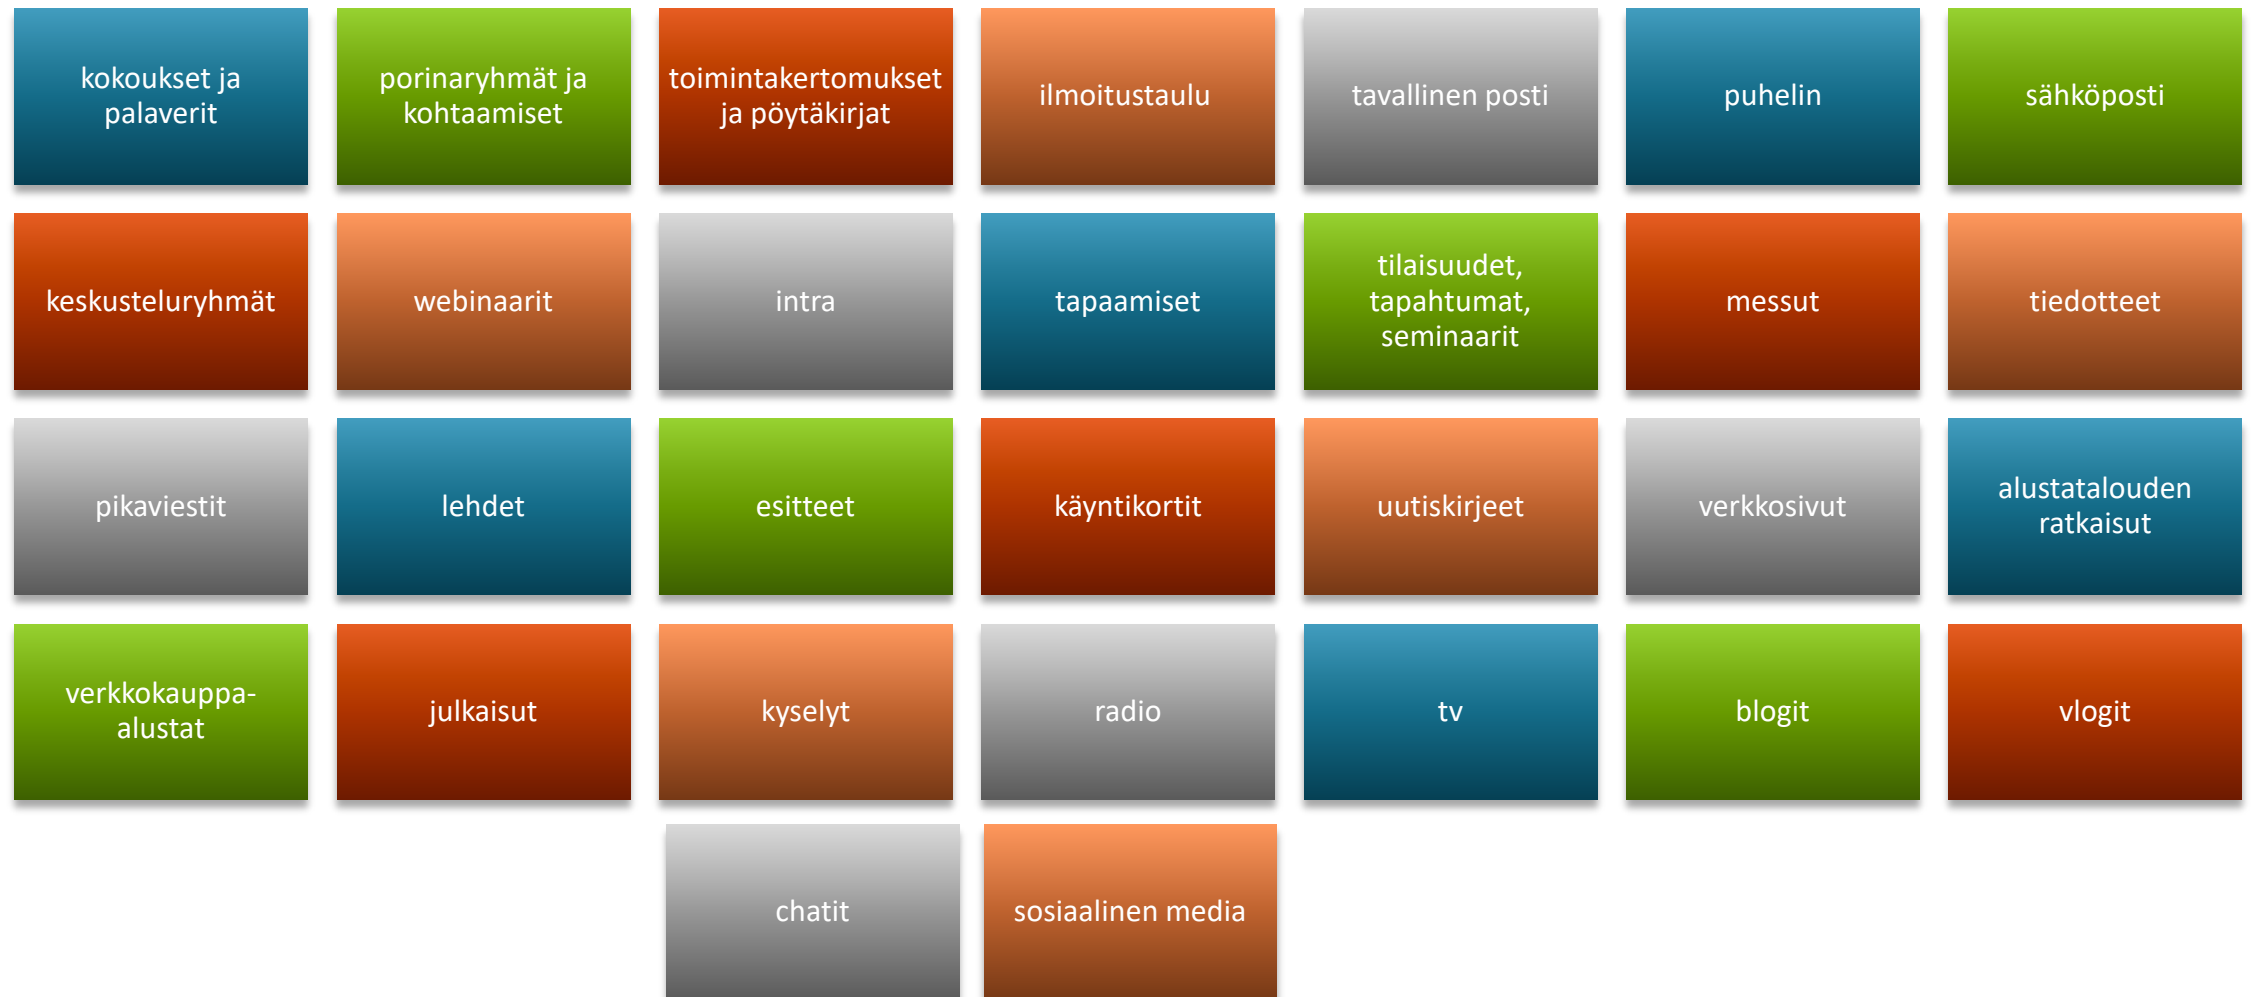 kokoukset ja
palaverit
porinaryhmät ja
kohtaamiset
toimintakertomukset
ja pöytäkirjat
ilmoitustaulu
tavallinen posti
puhelin
sähköposti
keskusteluryhmät
webinaarit
intra
tapaamiset
tilaisuudet,
tapahtumat,
seminaarit
messut
tiedotteet
pikaviestit
lehdet
esitteet
käyntikortit
uutiskirjeet
verkkosivut
alustatalouden
ratkaisut
verkkokauppa-
alustat
julkaisut
kyselyt
radio
tv
blogit
vlogit
chatit
sosiaalinen media